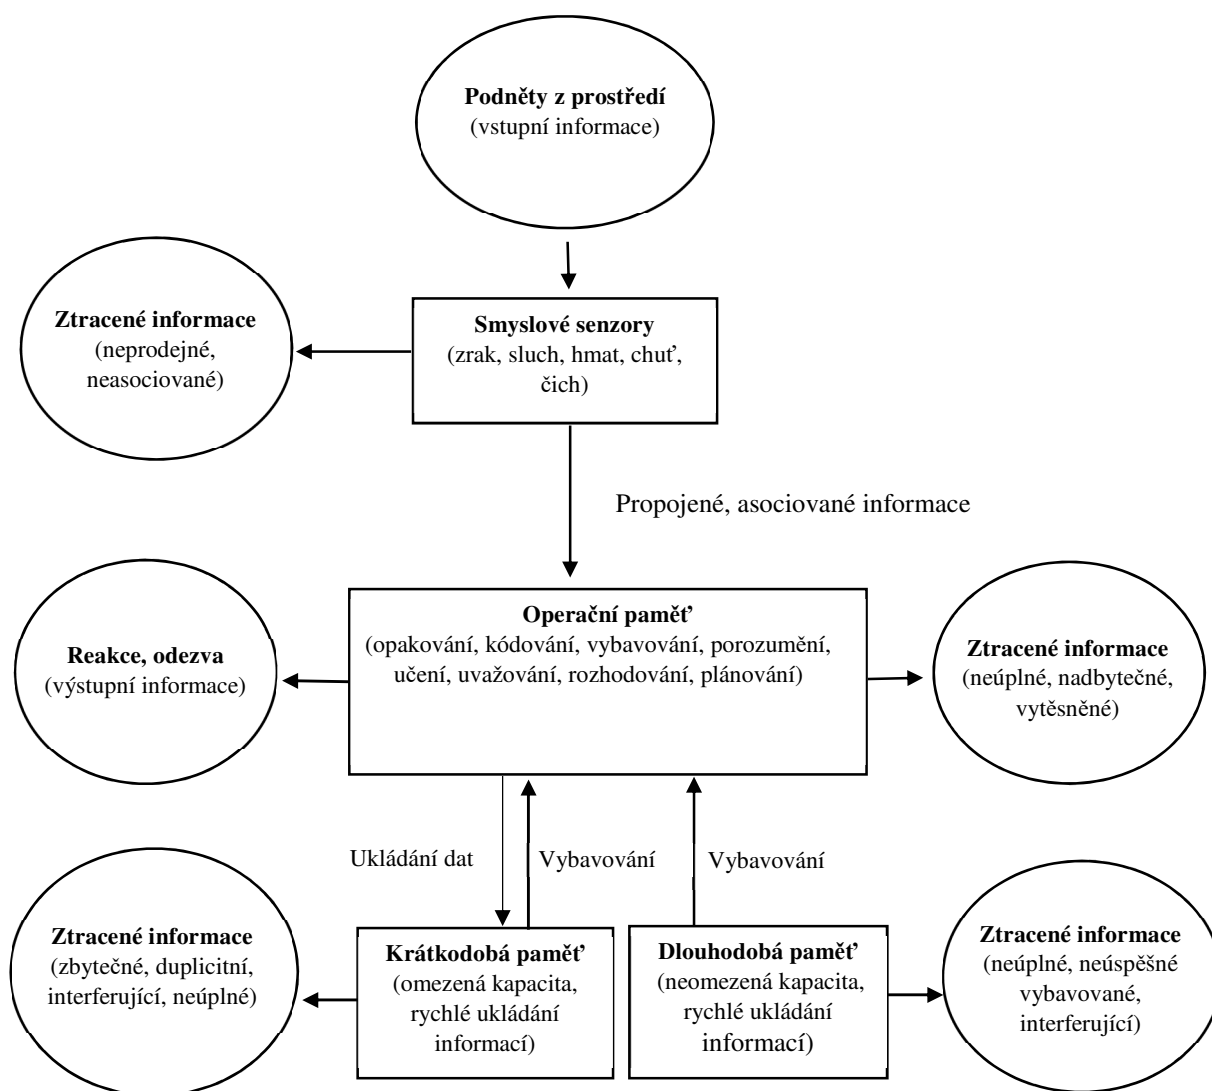 Podněty z prostředí
(vstupní informace)
Ztracené informace
(neprodejné,
neasociované)
Smyslové senzory
(zrak, sluch, hmat, chuť,
čich)
Propojené, asociované informace
Reakce, odezva
(výstupní informace)
Operační paměť
(opakování, kódování, vybavování, porozumění,
učení, uvažování, rozhodování, plánování)
Ztracené informace
(neúplné, nadbytečné,
vytěsněné)
Ukládání dat
Vybavování
Vybavování
Ztracené informace
(zbytečné, duplicitní,
interferující, neúplné)
Krátkodobá paměť
(omezená kapacita,
rychlé ukládání
informací)
Dlouhodobá paměť
(neomezená kapacita,
rychlé ukládání
informací)
Ztracené informace
(neúplné, neúspěšné
vybavované,
interferující)